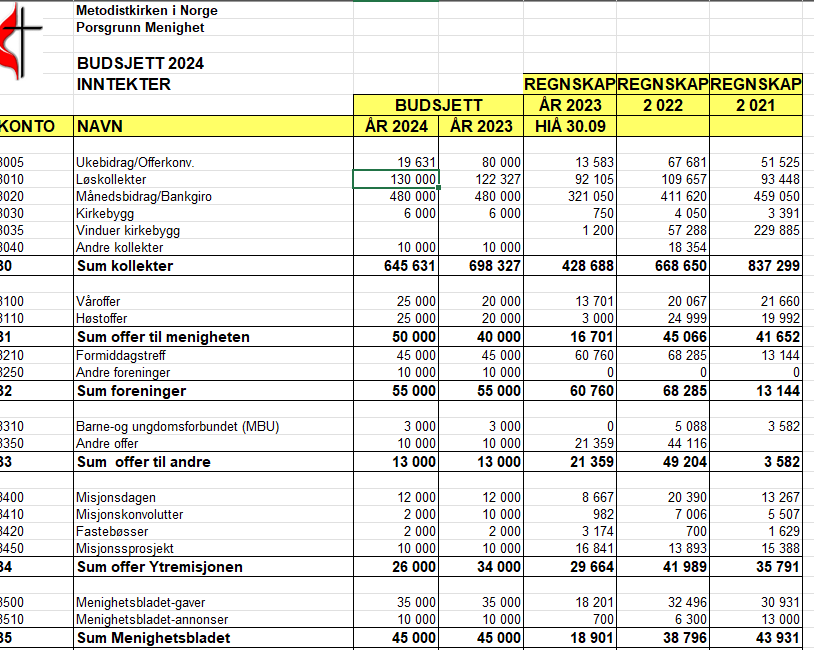 Metodistkirken i Norge
Porsgrunn Menighet
BUDSJETT 2024
INNTEKTER REGNSKAP REGNSKAP REGNSKAP
BUDSJETT ÅR 2023 2 022 2 021
KONTO NAVN ÅR 2024 ÅR 2023 HIÅ 30.09
3005 Ukebidrag/Offerkonv. 19 631 80 000 13 583 67 681 51 525
3010 Løskollekter 130 000 122 327 92 105 109 657 93 448
3020 Månedsbidrag/Bankgiro 480 000 480 000 321 050 411 620 459 050
3030 Kirkebygg 6 000 6 000 750 4 050 3 391
3035 Vinduer kirkebygg 1 200 57 288 229 885
3040 Andre kollekter 10 000 10 000 18 354
30 Sum kollekter 645 631 698 327 428 688 668 650 837 299
3100 Våroffer 25 000 20 000 13 701 20 067 21 660
3110 Høstoffer 25 000 20 000 3 000 24 999 19 992
31 Sum offer til menigheten 50 000 40 000 16 701 45 066 41 652
3210 Formiddagstreff 45 000 45 000 60 760 68 285 13 144
3250 Andre foreninger 10 000 10 000 0 0 0
32 Sum foreninger 55 000 55 000 60 760 68 285 13 144
3310 Barne-og ungdomsforbundet (MBU) 3 000 3 000 0 5 088 3 582
3350 Andre offer 10 000 10 000 21 359 44 116
33 Sum offer til andre 13 000 13 000 21 359 49 204 3 582
3400 Misjonsdagen 12 000 12 000 8 667 20 390 13 267
3410 Misjonskonvolutter 2 000 10 000 982 7 006 5 507
3420 Fastebøsser 2 000 2 000 3 174 700 1 629
3450 Misjonssprosjekt 10 000 10 000 16 841 13 893 15 388
34 Sum offer Ytremisjonen 26 000 34 000 29 664 41 989 35 791
3500 Menighetsbladet-gaver 35 000 35 000 18 201 32 496 30 931
3510 Menighetsbladet-annonser 10 000 10 000 700 6 300 13 000
35 Sum Menighetsbladet 45 000 45 000 18 901 38 796 43 931